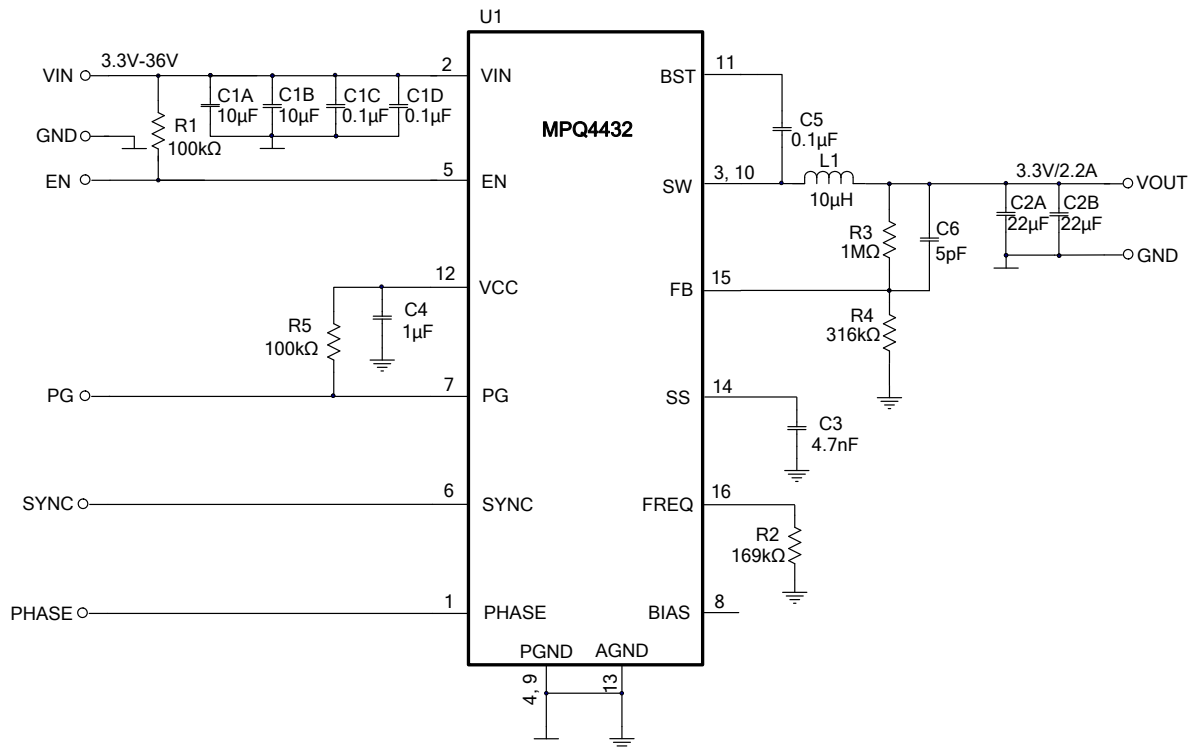 U1
VIN
3.3V-36V
2
VIN
C1A
10µF
C1B
10µF
C1C
0.1µF
C1D
0.1µF
GND
R1
100kΩ
EN
5
EN
MPQ4432
BST
11
C5
0.1µF
SW
3, 10
L1
10µH
3.3V/2.2A
VOUT
C2A
22µF
C2B
22µF
GND
R3
1MΩ
C6
5pF
FB
15
R4
316kΩ
12
VCC
C4
1µF
R5
100kΩ
PG
7
PG
SS
14
C3
4.7nF
SYNC
6
SYNC
FREQ
16
R2
169kΩ
PHASE
1
PHASE
BIAS
8
PGND
AGND
4, 9
13